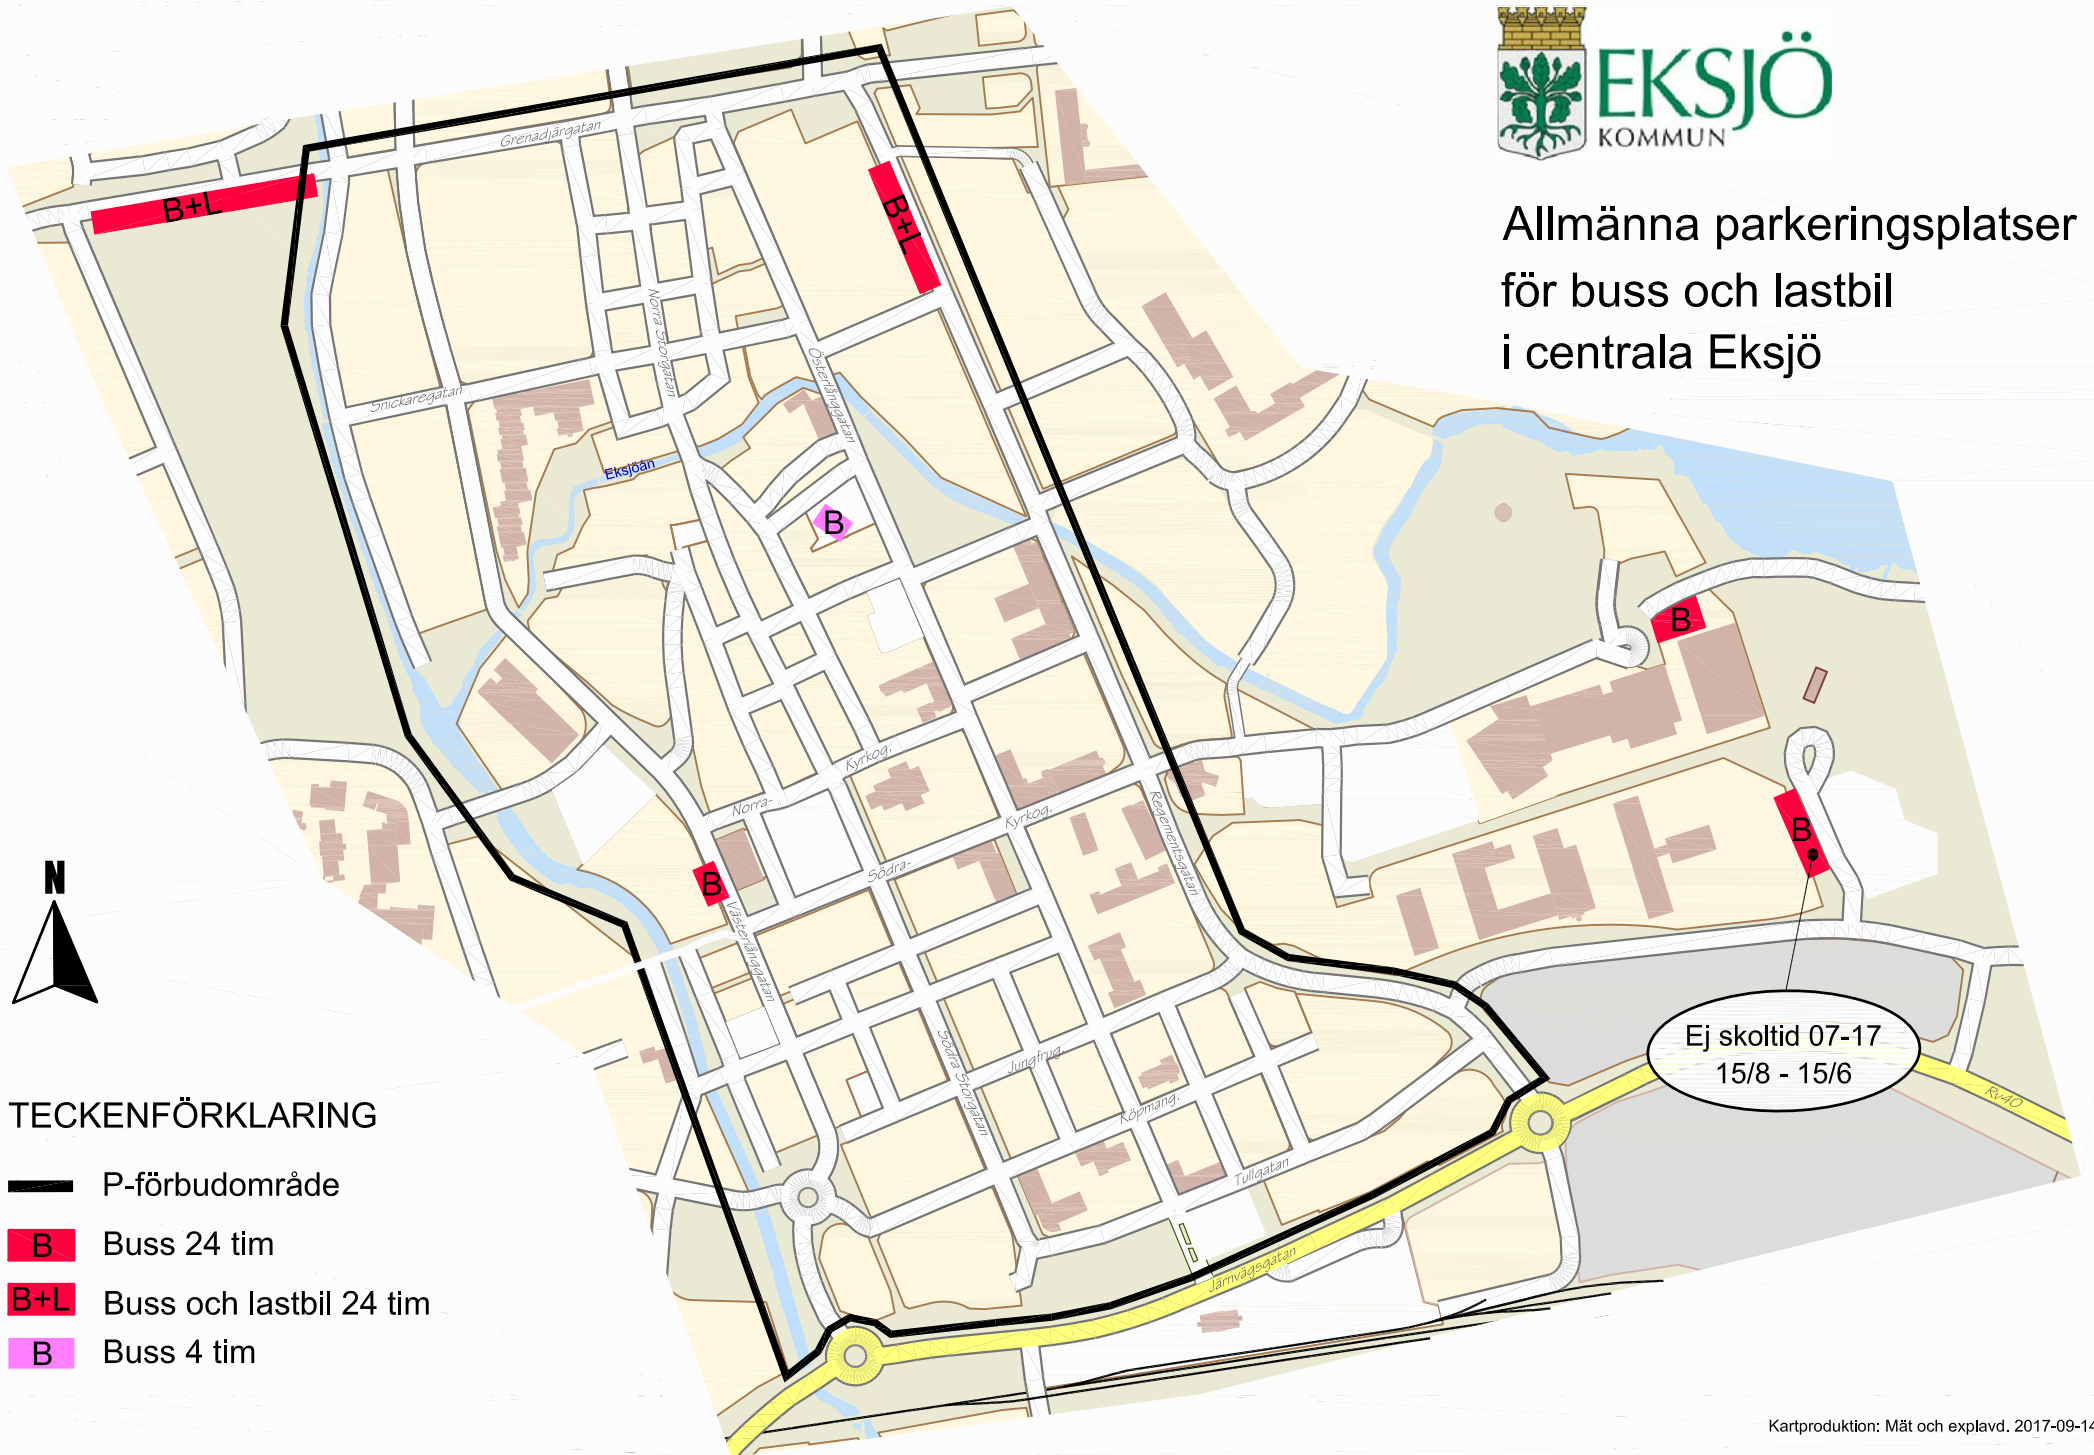 EKSJÖ
KOMMUN
Allmänna parkeringsplatser
för buss och lastbil
i centrala Eksjö
Grenadjärgatan
B+L
B+L
Norra Storgatan
Österlånggatan
Snickaregatan
Eksjöån
B
B
Kyrkog.
Norra-
Kyrkog.
Regementsgatan
Södra-
B
B
Västerlånggatan
N
Södra Storgatan
Jungfrug.
Köpmang.
Tullgatan
Järnvägsgatan
Rv40
Ej skoltid 07-17
15/8 - 15/6
TECKENFÖRKLARING
P-förbudområde
B Buss 24 tim
B+L Buss och lastbil 24 tim
B Buss 4 tim
Kartproduktion: Mät och explavd. 2017-09-14